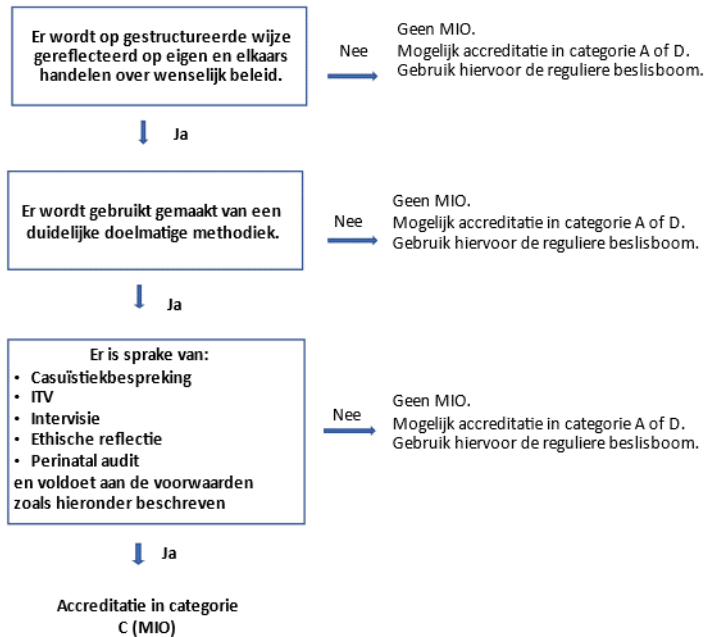 Er wordt op gestructureerde wijze
gereflecteerd op eigen en elkaars
handelen over wenselijk beleid.
Nee
Geen MIO.
Mogelijk accreditatie in categorie A of D.
Gebruik hiervoor de reguliere beslisboom.
Ja
Er wordt gebruikt gemaakt van een
duidelijke doelmatige methodiek.
Nee
Geen MIO.
Mogelijk accreditatie in categorie A of D.
Gebruik hiervoor de reguliere beslisboom.
Ja
Er is sprake van:
• Casuïstiekbespreking
• ITV
• Intervisie
• Ethische reflectie
• Perinatal audit
en voldoet aan de voorwaarden
zoals hieronder beschreven
Nee
Geen MIO.
Mogelijk accreditatie in categorie A of D.
Gebruik hiervoor de reguliere beslisboom.
Ja
Accreditatie in categorie
C (MIO)